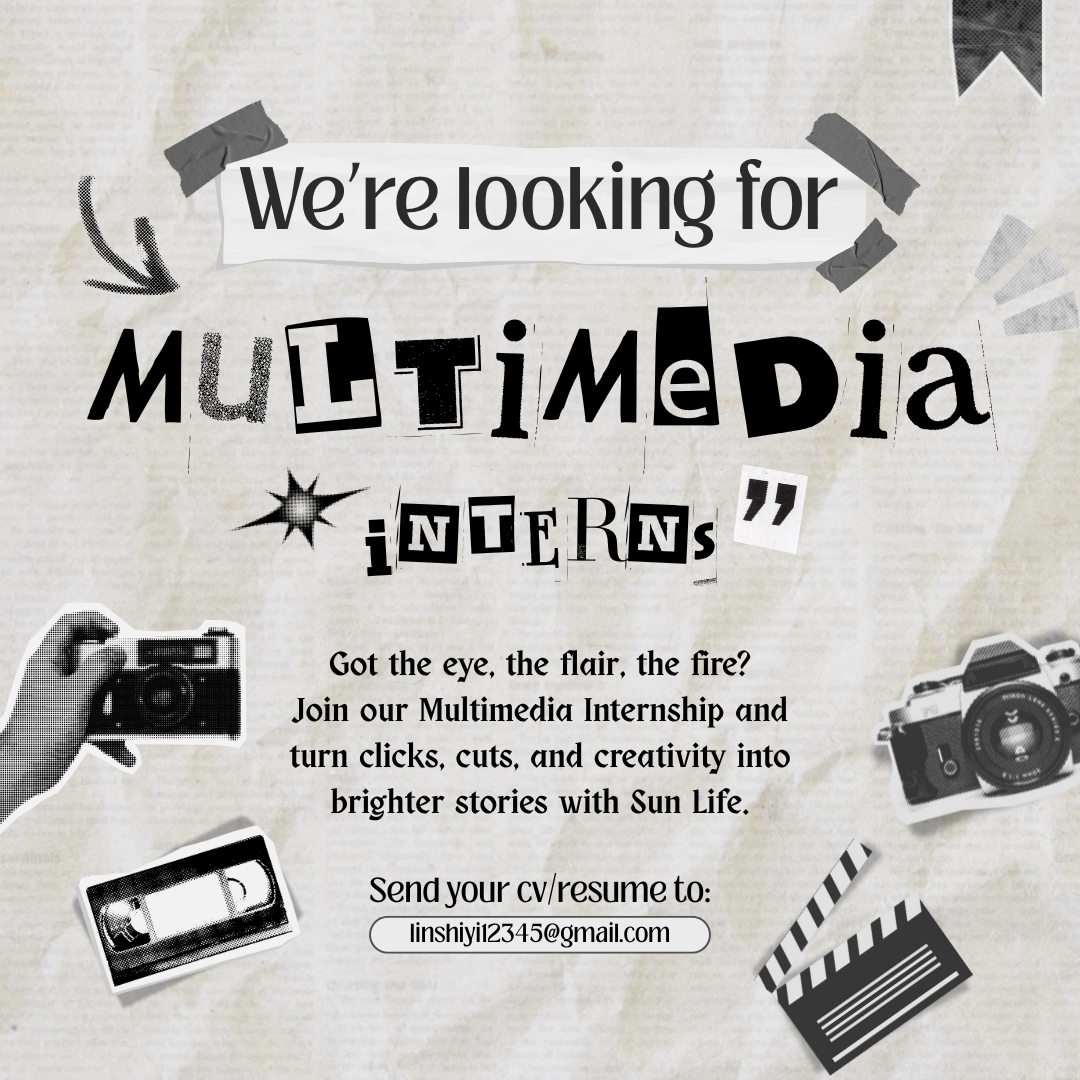 We're looking for
MuLTiMeDia
iNTERNs
”
Got the eye, the flair, the fire?
Join our Multimedia Internship and
turn clicks, cuts, and creativity into
brighter stories with Sun Life.
Send your cv/resume to:
linshiyi12345@gmail.com